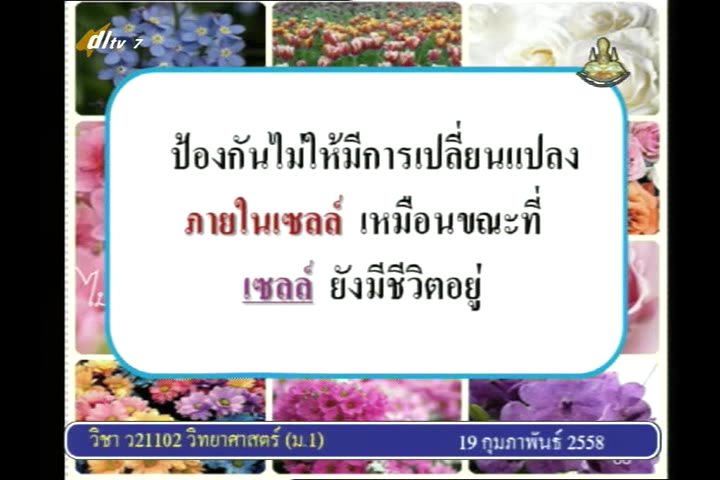 dltv 7
ป้องกันไม่ให้มีการเปลี่ยนแปลง
ภายในเซลล์ เหมือนขณะที่
เซลล์ ยังมีชีวิตอยู่
วิชา ว21102 วิทยาศาสตร์ (ม.1)
19 กุมภาพันธ์ 2558